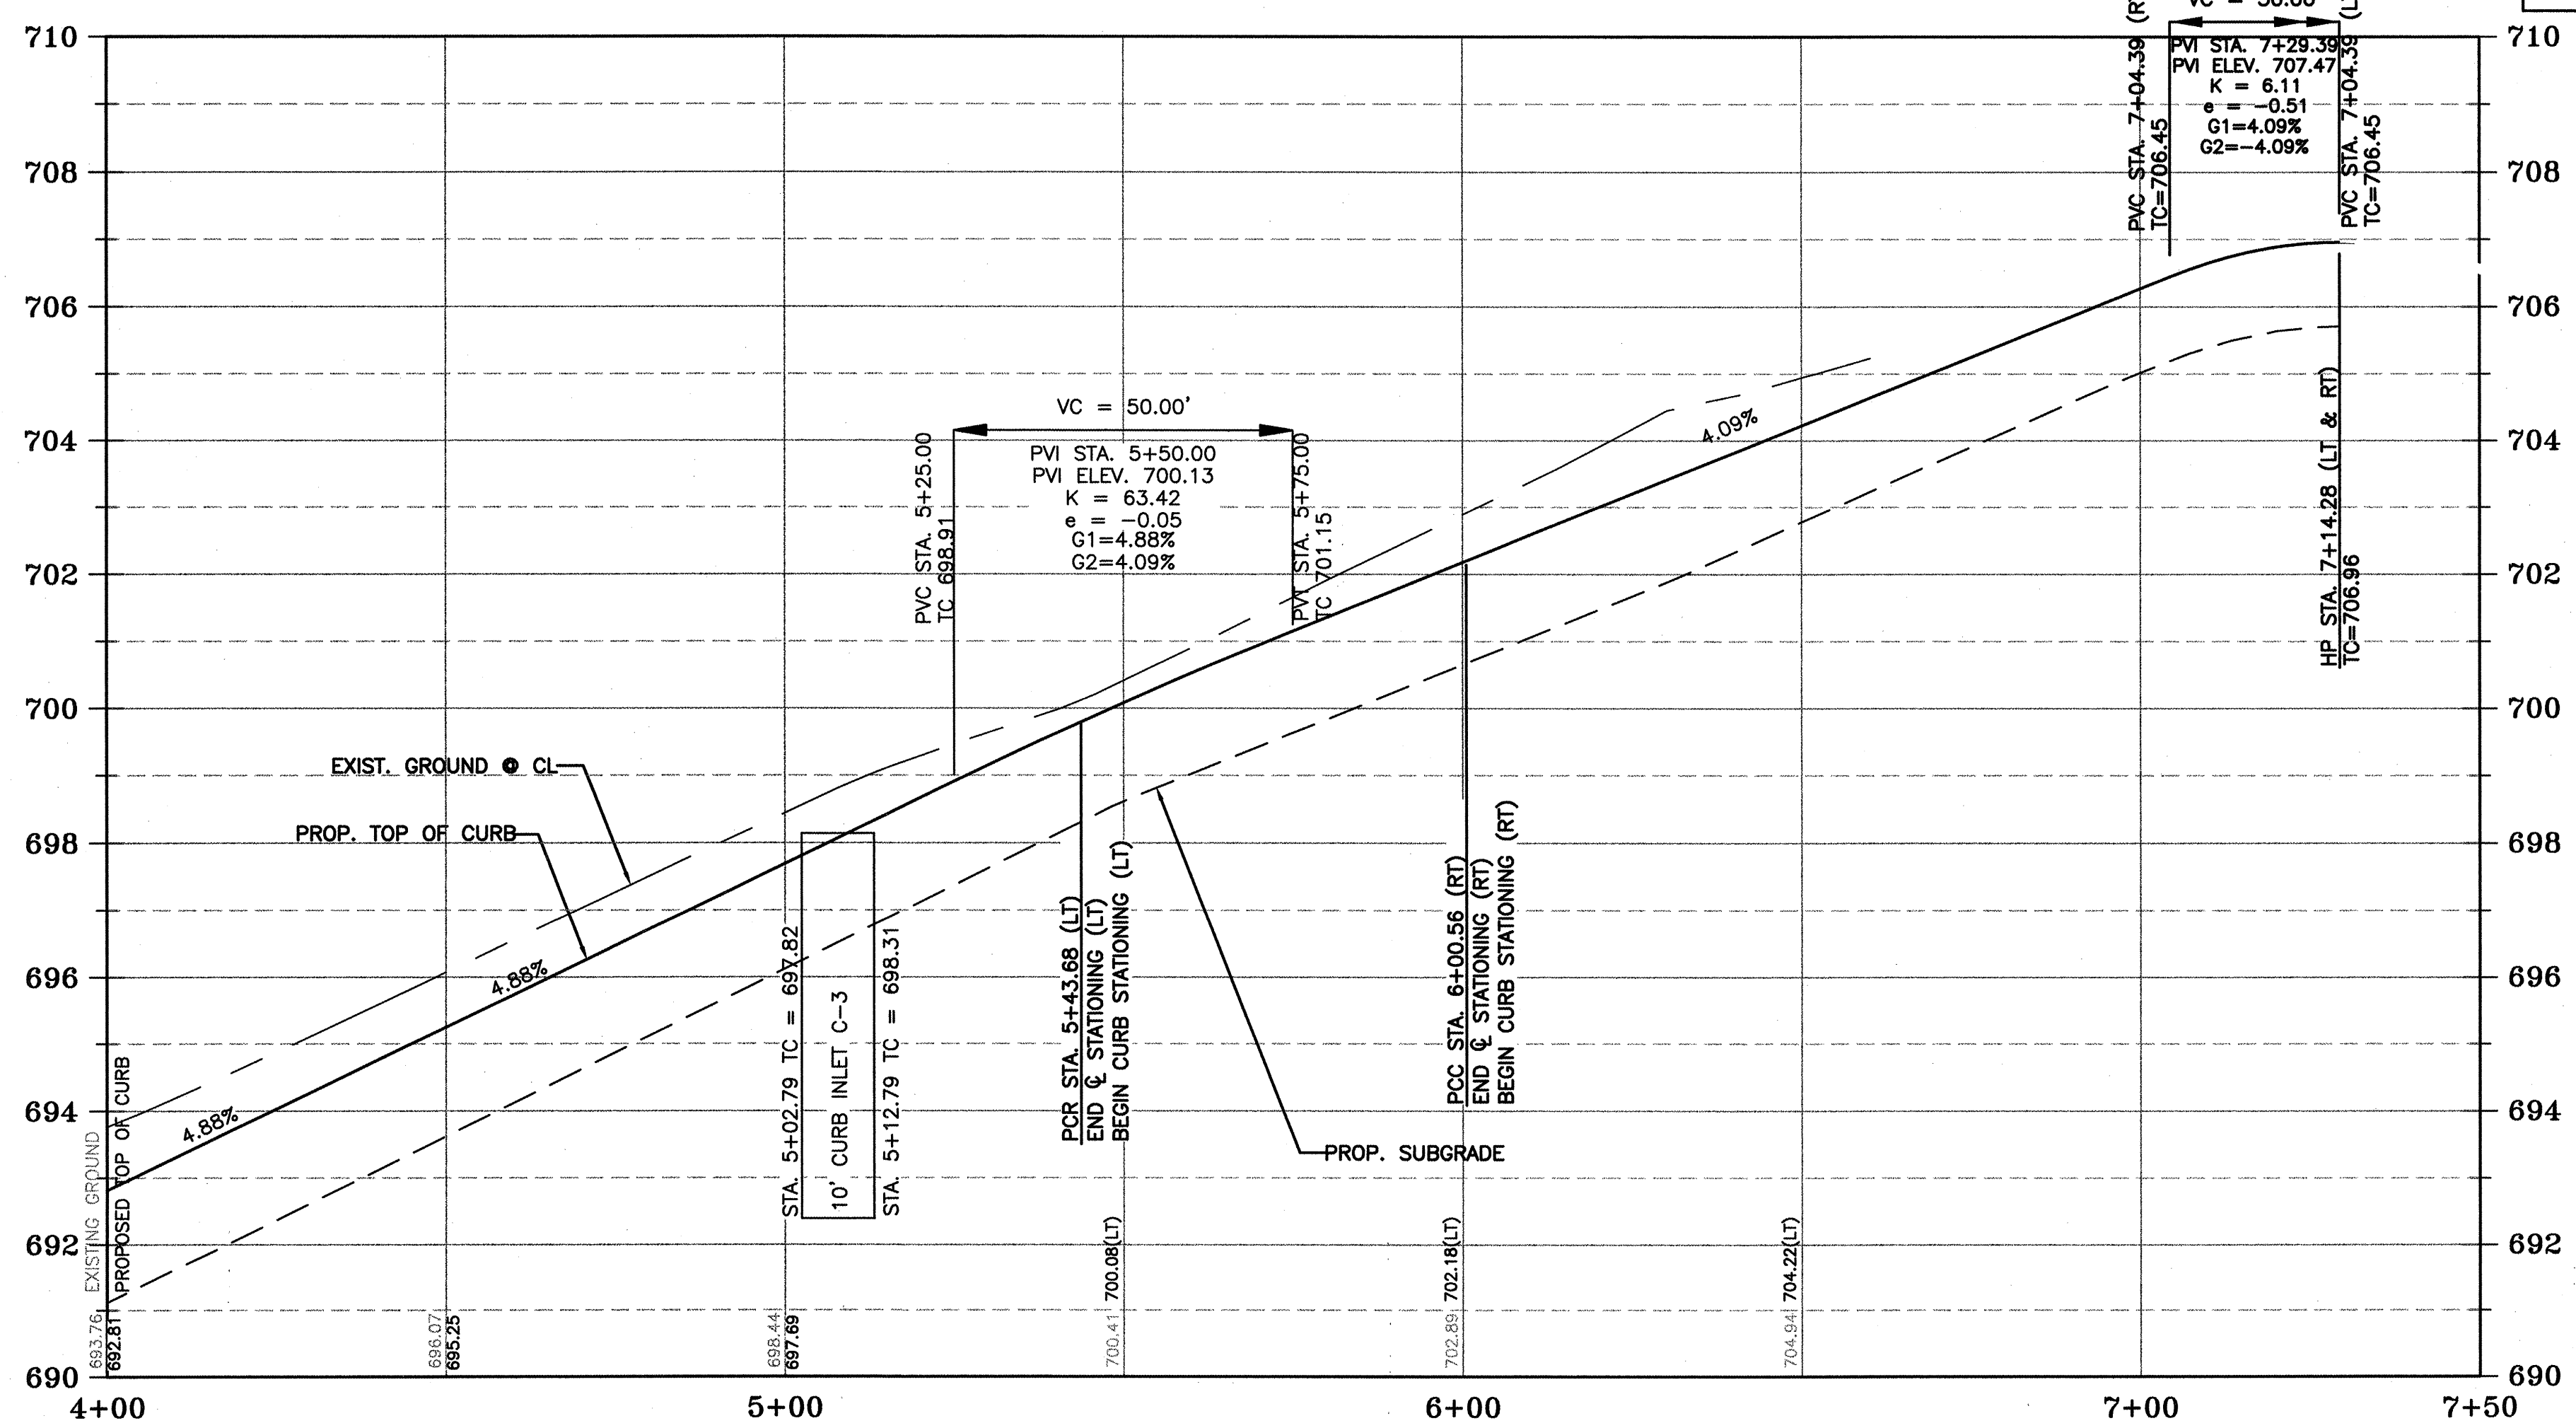 VC = 50.00'
710
710
708
708
706
706
704
704
702
702
700
700
698
698
696
696
694
694
692
692
690
690
PVC STA. 7+04.39 (RT)
TC=706.45
PVI STA. 7+29.39
PVI ELEV. 707.47
K = 6.11
e = -0.51
G1=4.09%
G2=-4.09%
PVC STA. 7+04.39 (LT)
TC=706.45
VC = 50.00'
PVC STA. 5+25.00
TC 698.91
PVI STA. 5+50.00
PVI ELEV. 700.13
K = 63.42
e = -0.05
G1=4.88%
G2=4.09%
PVT STA. 5+75.00
TC 701.15
4.09%
HP STA. 7+14.28 (LT & RT)
TC=706.96
EXIST. GROUND @ CL
PROP. TOP OF CURB
4.88%
4.88%
STA. 5+02.79 TC = 697.82
10' CURB INLET C-3
STA. 5+12.79 TC = 698.31
PCR STA. 5+43.68 (LT)
END ℄ STATIONING (LT)
BEGIN CURB STATIONING (LT)
PCC STA. 6+00.56 (RT)
END ℄ STATIONING (RT)
BEGIN CURB STATIONING (RT)
PROP. SUBGRADE
693.76 EXISTING GROUND
692.81 PROPOSED TOP OF CURB
696.07
695.25
698.44
697.69
700.41
700.08(LT)
702.89
702.18(LT)
704.94
704.22(LT)
4+00
5+00
6+00
7+00
7+50